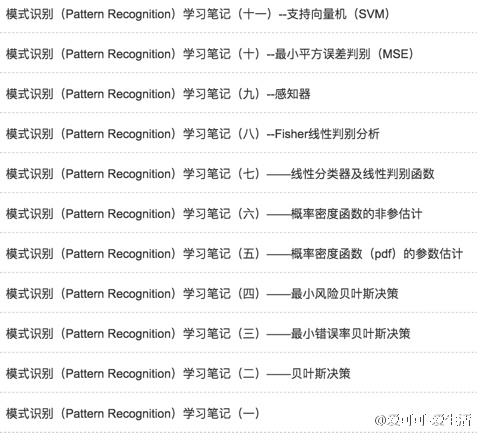 模式识别（Pattern Recognition）学习笔记（十一）--支持向量机（SVM）
模式识别（Pattern Recognition）学习笔记（十）--最小平方误差判别（MSE）
模式识别（Pattern Recognition）学习笔记（九）--感知器
模式识别（Pattern Recognition）学习笔记（八）--Fisher线性判别分析
模式识别（Pattern Recognition）学习笔记（七）——线性分类器及线性判别函数
模式识别（Pattern Recognition）学习笔记（六）——概率密度函数的非参估计
模式识别（Pattern Recognition）学习笔记（五）——概率密度函数（pdf）的参数估计
模式识别（Pattern Recognition）学习笔记（四）——最小风险贝叶斯决策
模式识别（Pattern Recognition）学习笔记（三）——最小错误率贝叶斯决策
模式识别（Pattern Recognition）学习笔记（二）——贝叶斯决策
模式识别（Pattern Recognition）学习笔记（一）
@爱可可-爱生活